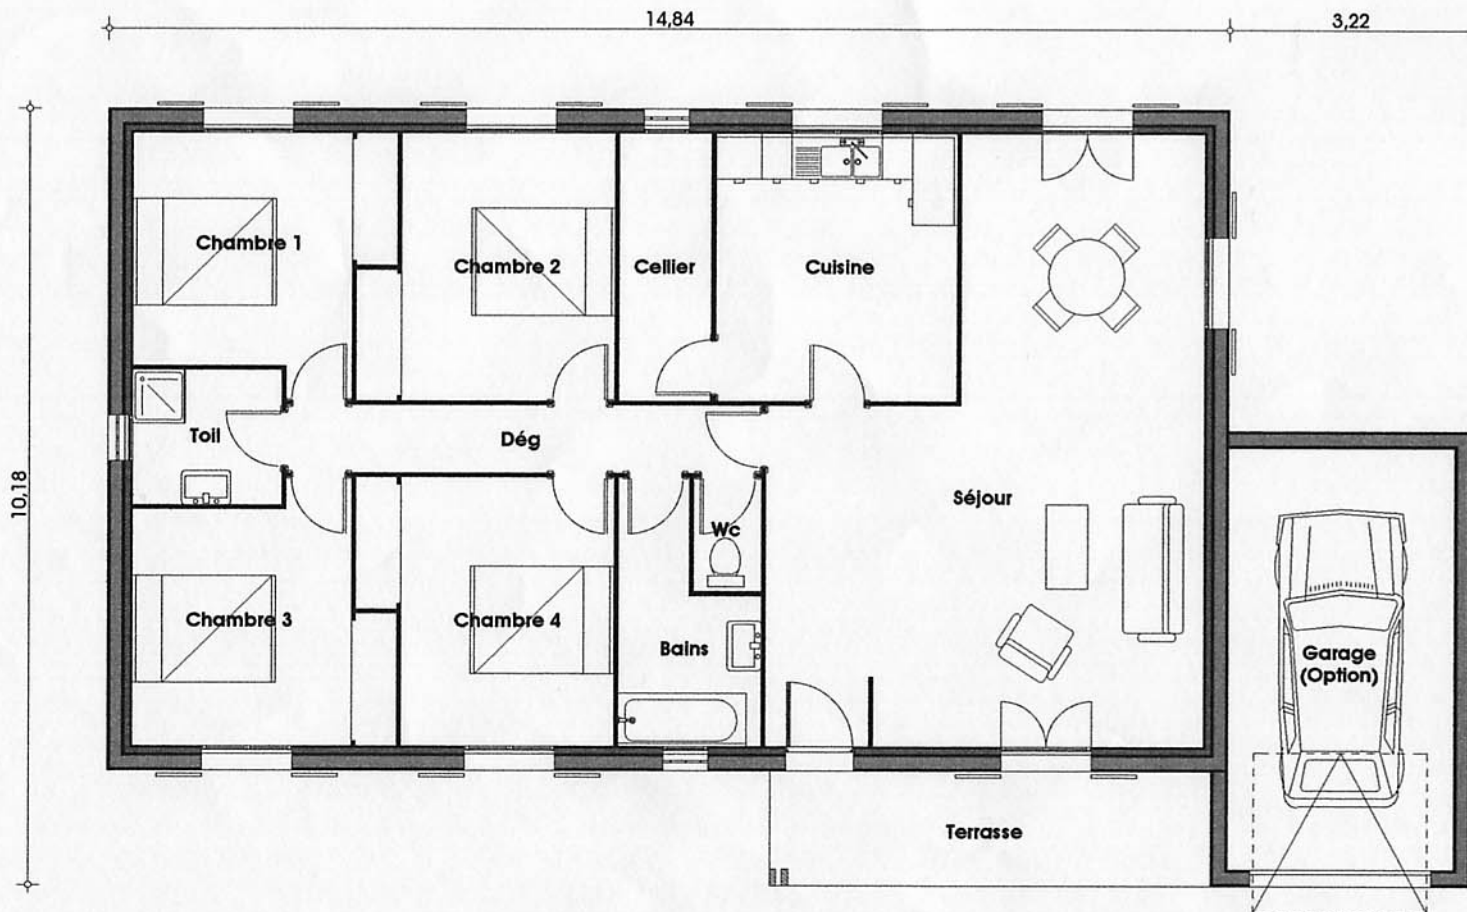 14,84
3,22
Chambre 1
Chambre 2
Cellier
Cuisine
Toil
Dég
10,18
Séjour
Wc
Chambre 3
Chambre 4
Bains
Garage
(Option)
Terrasse